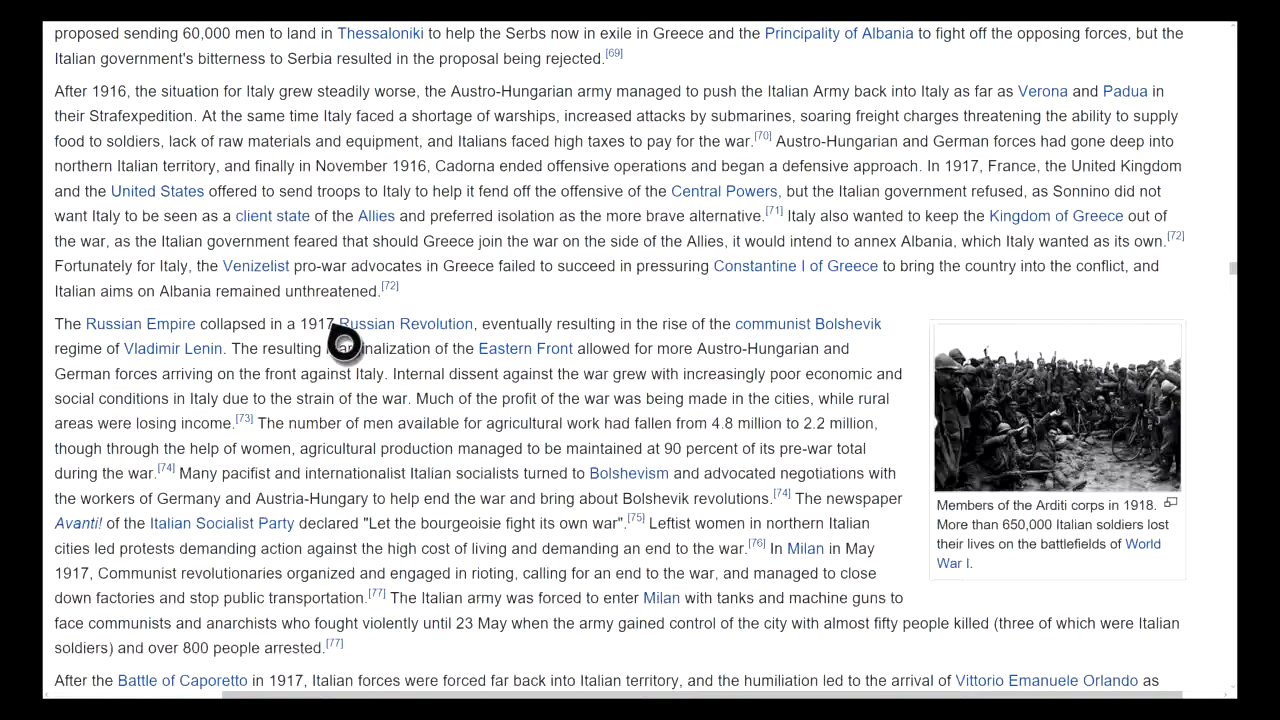 proposed sending 60,000 men to land in Thessaloniki to help the Serbs now in exile in Greece and the Principality of Albania to fight off the opposing forces, but the
Italian government's bitterness to Serbia resulted in the proposal being rejected.[69]
After 1916, the situation for Italy grew steadily worse, the Austro-Hungarian army managed to push the Italian Army back into Italy as far as Verona and Padua in
their Strafexpedition. At the same time Italy faced a shortage of warships, increased attacks by submarines, soaring freight charges threatening the ability to supply
food to soldiers, lack of raw materials and equipment, and Italians faced high taxes to pay for the war.[70] Austro-Hungarian and German forces had gone deep into
northern Italian territory, and finally in November 1916, Cadorna ended offensive operations and began a defensive approach. In 1917, France, the United Kingdom
and the United States offered to send troops to Italy to help it fend off the offensive of the Central Powers, but the Italian government refused, as Sonnino did not
want Italy to be seen as a client state of the Allies and preferred isolation as the more brave alternative.[71] Italy also wanted to keep the Kingdom of Greece out of
the war, as the Italian government feared that should Greece join the war on the side of the Allies, it would intend to annex Albania, which Italy wanted as its own.[72]
Fortunately for Italy, the Venizelist pro-war advocates in Greece failed to succeed in pressuring Constantine I of Greece to bring the country into the conflict, and
Italian aims on Albania remained unthreatened.[72]
The Russian Empire collapsed in a 1917 Russian Revolution, eventually resulting in the rise of the communist Bolshevik
regime of Vladimir Lenin. The resulting of the Eastern Front allowed for more Austro-Hungarian and
German forces arriving on the front against Italy. Internal dissent against the war grew with increasingly poor economic and
social conditions in Italy due to the strain of the war. Much of the profit of the war was being made in the cities, while rural
areas were losing income.[73] The number of men available for agricultural work had fallen from 4.8 million to 2.2 million,
though through the help of women, agricultural production managed to be maintained at 90 percent of its pre-war total
during the war.[74] Many pacifist and internationalist Italian socialists turned to Bolshevism and advocated negotiations with
the workers of Germany and Austria-Hungary to help end the war and bring about Bolshevik revolutions.[74] The newspaper
Avanti! of the Italian Socialist Party declared "Let the bourgeoisie fight its own war".[75] Leftist women in northern Italian
cities led protests demanding action against the high cost of living and demanding an end to the war.[76] In Milan in May
1917, Communist revolutionaries organized and engaged in rioting, calling for an end to the war, and managed to close
down factories and stop public transportation.[77] The Italian army was forced to enter Milan with tanks and machine guns to
face communists and anarchists who fought violently until 23 May when the army gained control of the city with almost fifty people killed (three of which were Italian
soldiers) and over 800 people arrested.[77]
Members of the Arditi corps in 1918.
More than 650,000 Italian soldiers lost
their lives on the battlefields of World
War I.
After the Battle of Caporetto in 1917, Italian forces were forced far back into Italian territory, and the humiliation led to the arrival of Vittorio Emanuele Orlando as